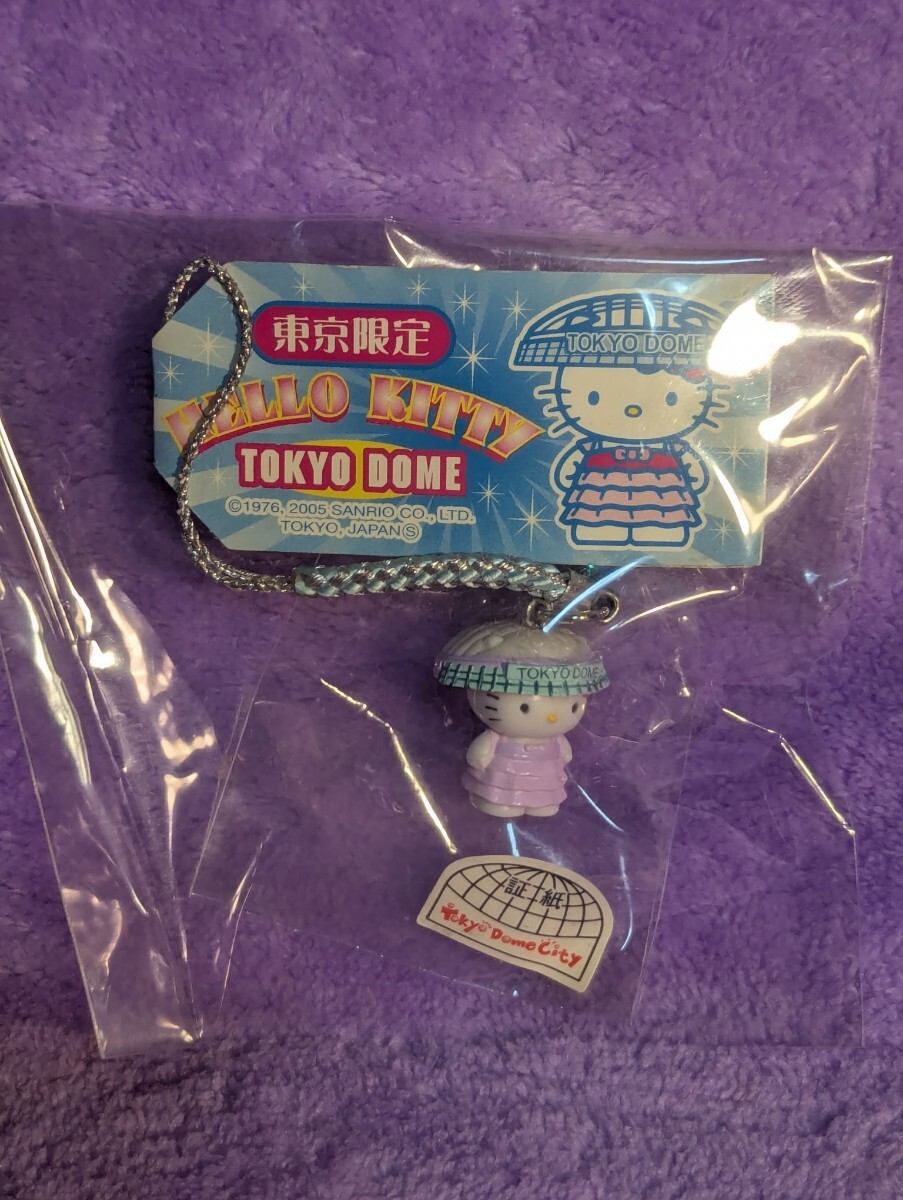 東京限定
HELLO KITTY
TOKYO DOME
©1976, 2005 SANRIO CO., LTD.
TOKYO, JAPAN Ⓢ
TOKYO DOME
TOKYO DOME
証紙
Tokyo Dome City